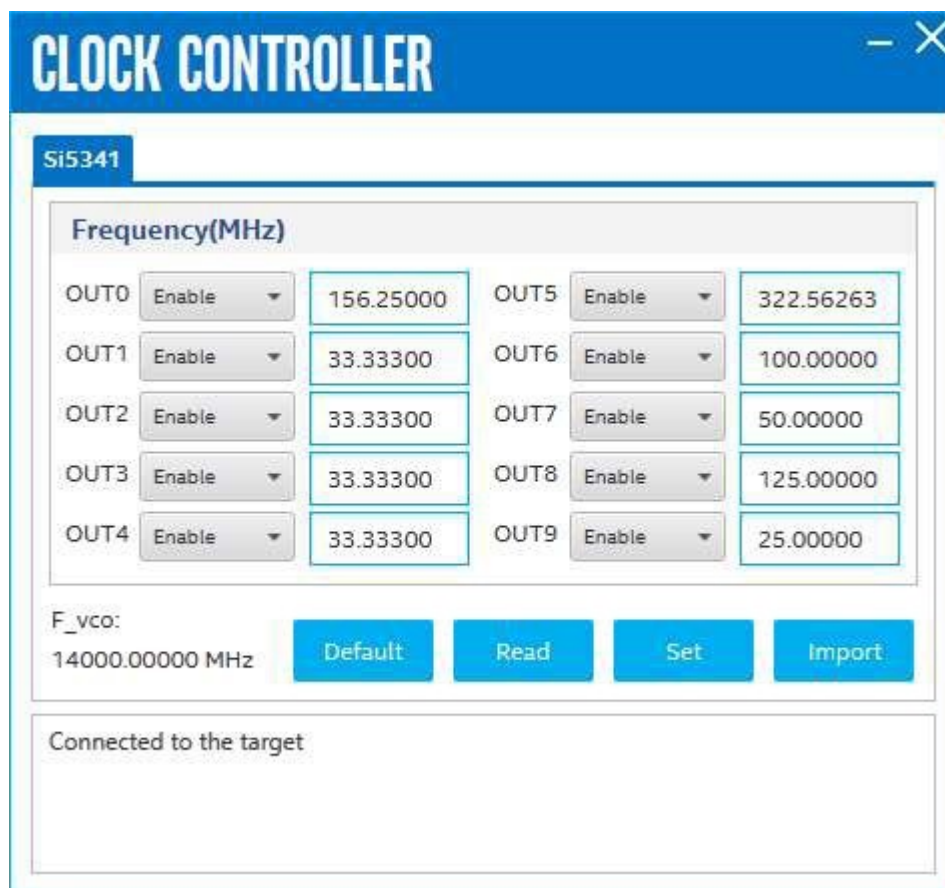 CLOCK CONTROLLER
Si5341
Frequency(MHz)
OUT0 Enable 156.25000 OUT5 Enable 322.56263
OUT1 Enable 33.33300 OUT6 Enable 100.00000
OUT2 Enable 33.33300 OUT7 Enable 50.00000
OUT3 Enable 33.33300 OUT8 Enable 125.00000
OUT4 Enable 33.33300 OUT9 Enable 25.00000
F_vco:
14000.00000 MHz Default Read Set Import
Connected to the target